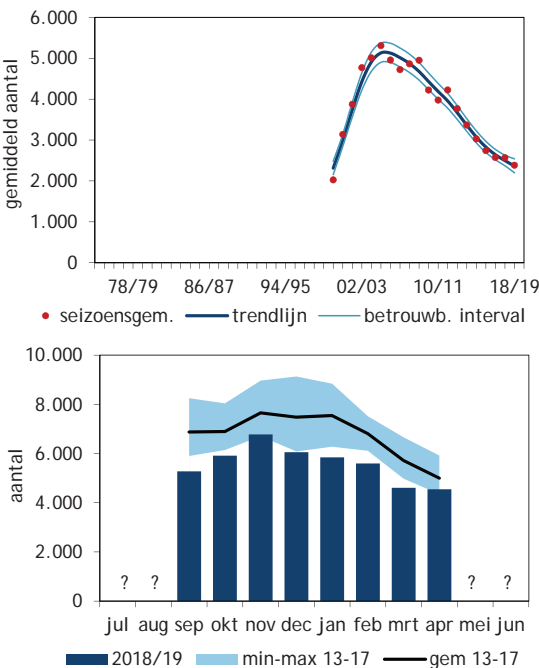 6.000
5.000
4.000
3.000
2.000
1.000
0
gemiddeld aantal
78/79 86/87 94/95 02/03 10/11 18/19
seizoensgem. trendlijn betrouwb. interval
10.000
8.000
6.000
4.000
2.000
0
aantal
? ? ? ?
jul aug sep okt nov dec jan feb mrt apr mei jun
2018/19 min-max 13-17 gem 13-17